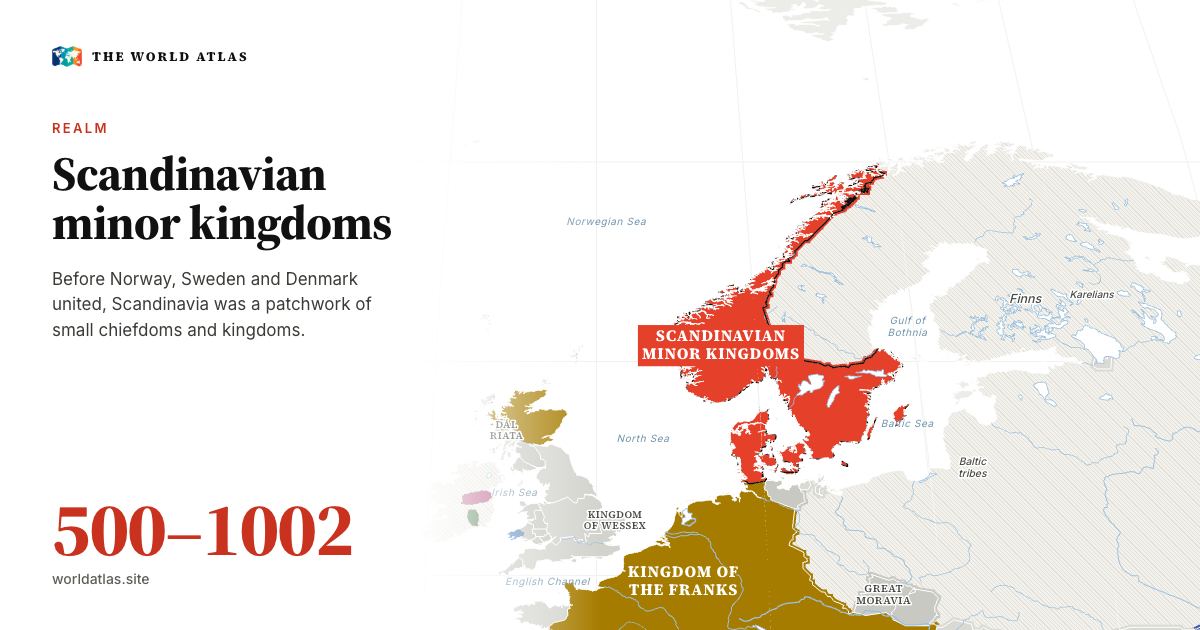 THE WORLD ATLAS
REALM
Scandinavian
minor kingdoms
Before Norway, Sweden and Denmark
united, Scandinavia was a patchwork of
small chiefdoms and kingdoms.
500–1002
worldatlas.site
Norwegian Sea
Finns
Karelians
Gulf of
Bothnia
SCANDINAVIAN
MINOR KINGDOMS
DÁL
RIATA
North Sea
Baltic Sea
Baltic
tribes
Irish Sea
KINGDOM
OF WESSEX
English Channel
KINGDOM OF
THE FRANKS
GREAT
MORAVIA